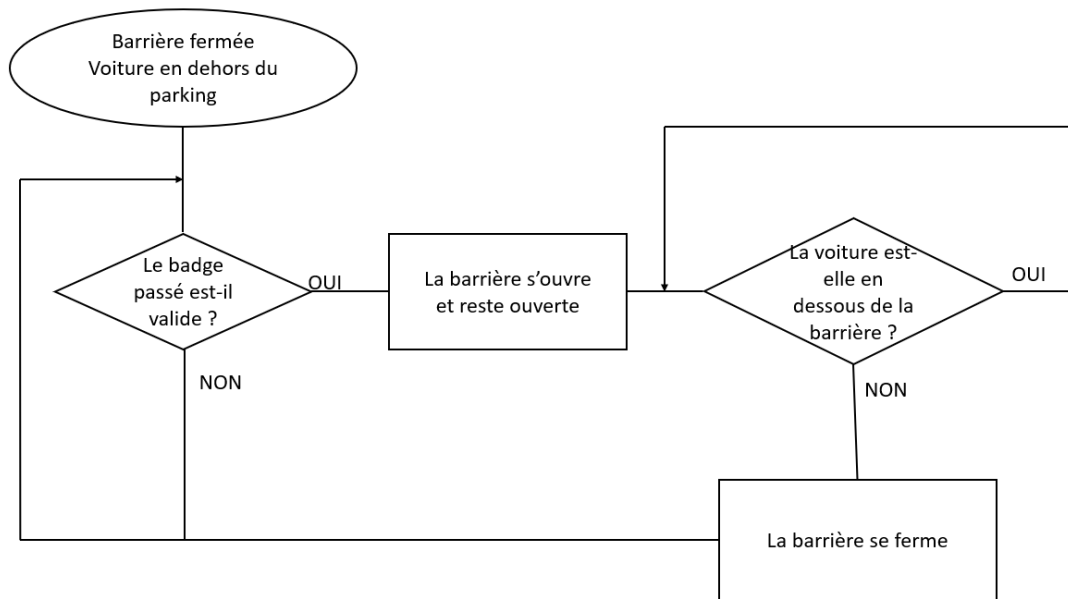 Barrière fermée
Voiture en dehors du
parking
Le badge
passé est-il
valide ?
OUI
NON
La barrière s’ouvre
et reste ouverte
La voiture est-
elle en
dessous de la
barrière ?
OUI
NON
La barrière se ferme